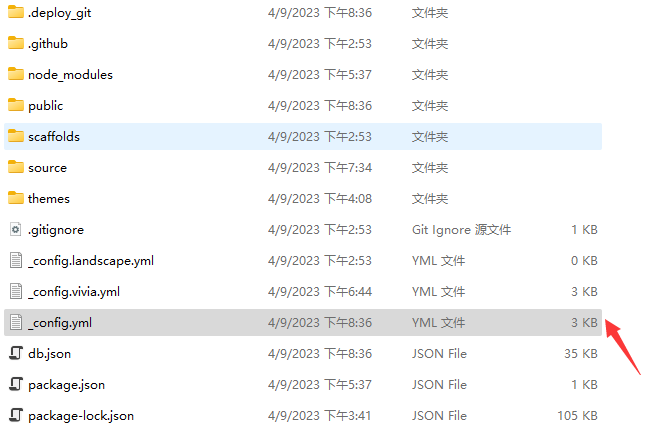 .deploy_git 4/9/2023 下午8:36 文件夹
.github 4/9/2023 下午2:53 文件夹
node_modules 4/9/2023 下午5:37 文件夹
public 4/9/2023 下午8:36 文件夹
scaffolds 4/9/2023 下午2:53 文件夹
source 4/9/2023 下午7:34 文件夹
themes 4/9/2023 下午4:08 文件夹
.gitignore 4/9/2023 下午2:53 Git Ignore 源文件 1 KB
_config.landscape.yml 4/9/2023 下午2:53 YML 文件 0 KB
_config.vivia.yml 4/9/2023 下午6:44 YML 文件 3 KB
_config.yml 4/9/2023 下午8:36 YML 文件 3 KB
db.json 4/9/2023 下午8:36 JSON File 35 KB
package.json 4/9/2023 下午5:37 JSON File 1 KB
package-lock.json 4/9/2023 下午3:41 JSON File 105 KB